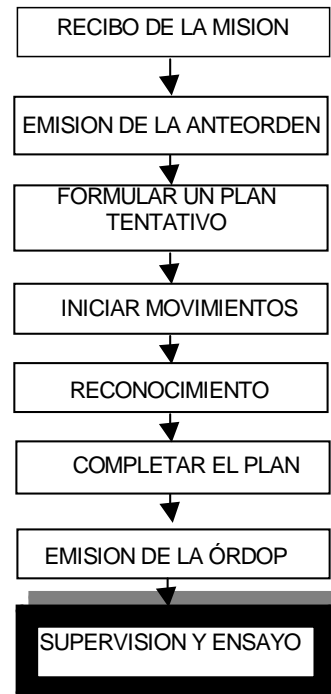 RECIBO DE LA MISION
EMISION DE LA ANTEORDEN
FORMULAR UN PLAN
TENTATIVO
INICIAR MOVIMIENTOS
RECONOCIMIENTO
COMPLETAR EL PLAN
EMISION DE LA ÓRDOP
SUPERVISION Y ENSAYO